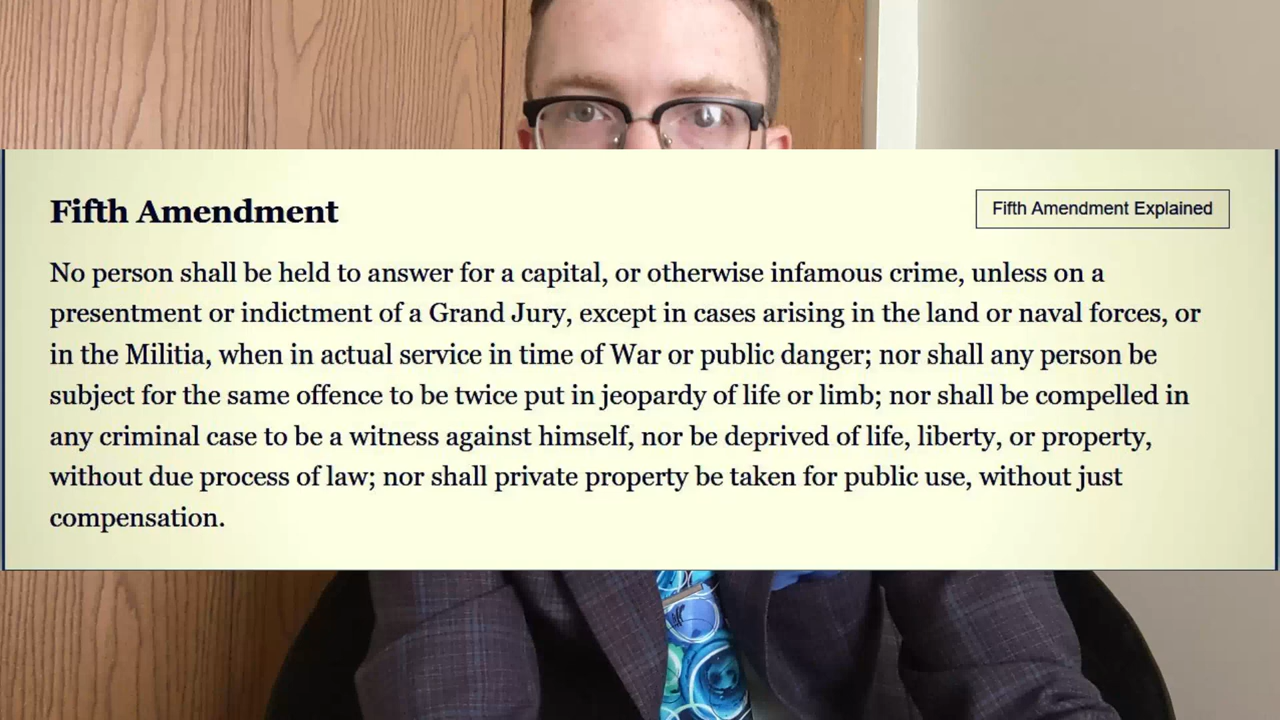 Fifth Amendment
Fifth Amendment Explained
No person shall be held to answer for a capital, or otherwise infamous crime, unless on a
presentment or indictment of a Grand Jury, except in cases arising in the land or naval forces, or
in the Militia, when in actual service in time of War or public danger; nor shall any person be
subject for the same offence to be twice put in jeopardy of life or limb; nor shall be compelled in
any criminal case to be a witness against himself, nor be deprived of life, liberty, or property,
without due process of law; nor shall private property be taken for public use, without just
compensation.